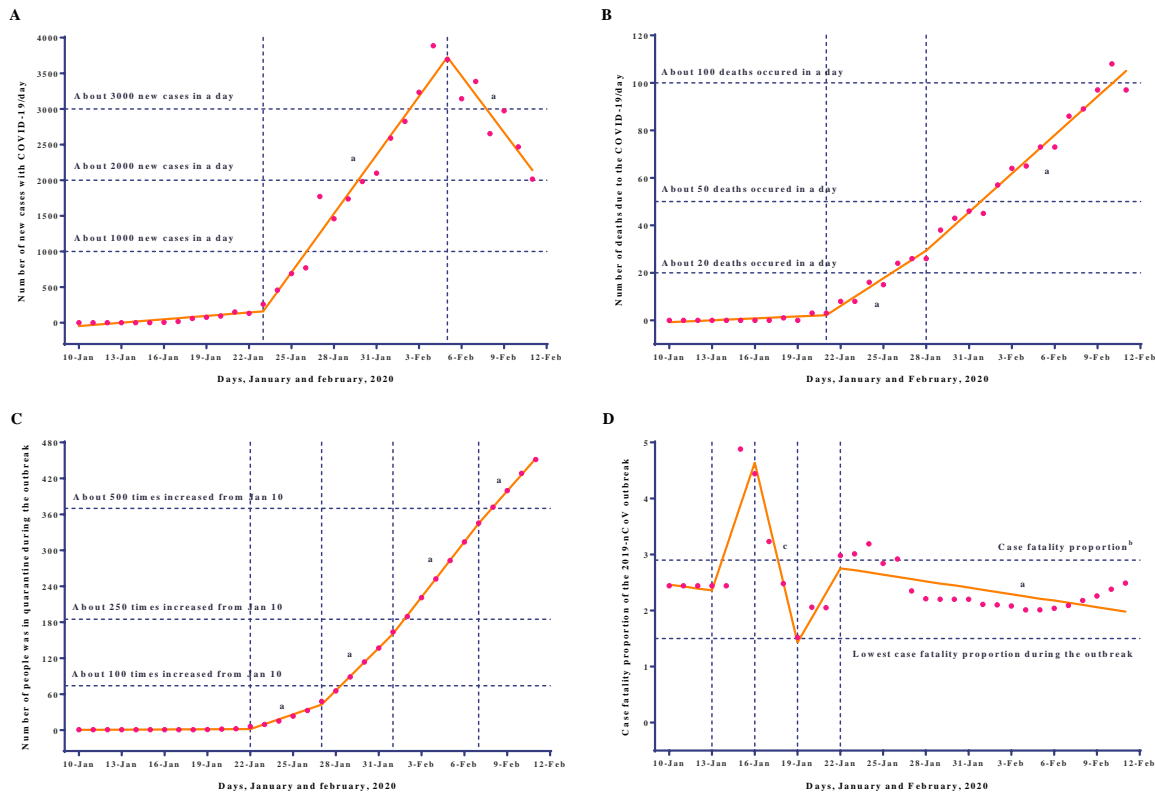 A
Number of new cases with COVID-19/day
4000
3500
3000
2500
2000
1500
1000
500
0
About 3000 new cases in a day
About 2000 new cases in a day
About 1000 new cases in a day
a
a
10-Jan 13-Jan 16-Jan 19-Jan 22-Jan 25-Jan 28-Jan 31-Jan 3-Feb 6-Feb 9-Feb 12-Feb
Days, January and february, 2020
B
Number of deaths due to the COVID-19/day
120
100
80
60
40
20
0
About 100 deaths occured in a day
About 50 deaths occured in a day
About 20 deaths occured in a day
a
a
10-Jan 13-Jan 16-Jan 19-Jan 22-Jan 25-Jan 28-Jan 31-Jan 3-Feb 6-Feb 9-Feb 12-Feb
Days, January and February, 2020
C
Number of people was in quarantine during the outbreak
480
420
360
300
240
180
120
60
0
About 500 times increased from Jan 10
About 250 times increased from Jan 10
About 100 times increased from Jan 10
a
a
a
a
10-Jan 13-Jan 16-Jan 19-Jan 22-Jan 25-Jan 28-Jan 31-Jan 3-Feb 6-Feb 9-Feb 12-Feb
Days, January and february, 2020
D
Case fatality proportion of the 2019-nCoV outbreak
5
4
3
2
1
0
c
Case fatality proportionᵇ
a
Lowest case fatality proportion during the outbreak
10-Jan 13-Jan 16-Jan 19-Jan 22-Jan 25-Jan 28-Jan 31-Jan 3-Feb 6-Feb 9-Feb 12-Feb
Days, January and february, 2020